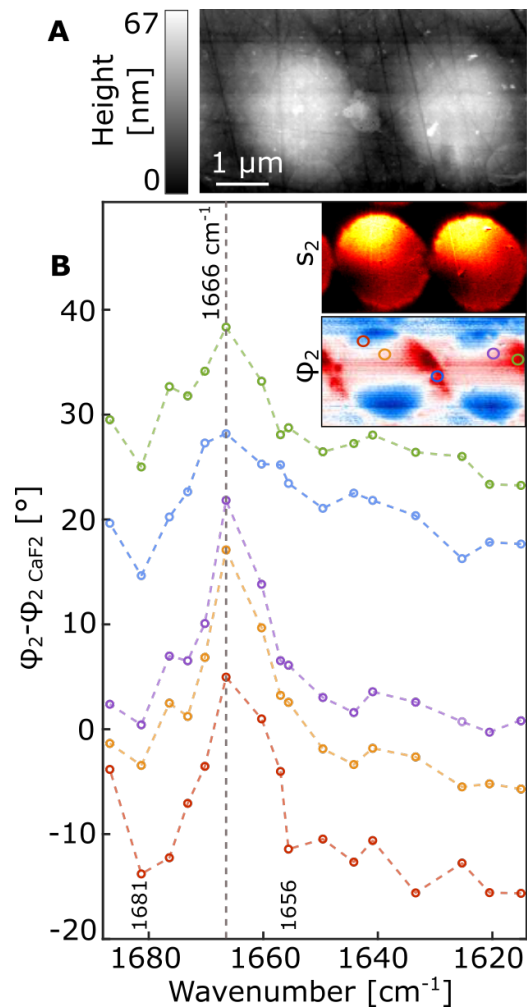 A
67
Height
[nm]
0
1 μm
B
1666 cm⁻¹
s₂
φ₂
40
30
20
10
0
-10
-20
φ₂-φ₂ CaF2 [°]
1681
1656
1680
1660
1640
1620
Wavenumber [cm⁻¹]